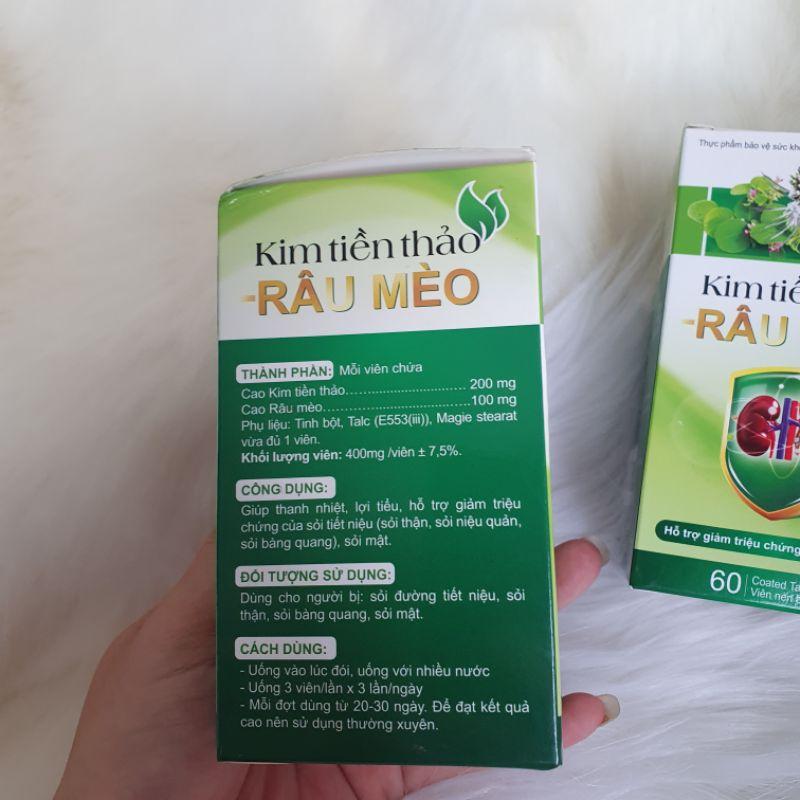 Kim tiền thảo
-RÂU MÈO
THÀNH PHẦN: Mỗi viên chứa
Cao Kim tiền thảo............................... 200 mg
Cao Râu mèo.....................................100 mg
Phụ liệu: Tinh bột, Talc (E553(iii)), Magie stearat
vừa đủ 1 viên.
Khối lượng viên: 400mg /viên ± 7,5%.
CÔNG DỤNG:
Giúp thanh nhiệt, lợi tiểu, hỗ trợ giảm triệu
chứng của sỏi tiết niệu (sỏi thận, sỏi niệu quản,
sỏi bàng quang), sỏi mật.
ĐỐI TƯỢNG SỬ DỤNG:
Dùng cho người bị: sỏi đường tiết niệu, sỏi
thận, sỏi bàng quang, sỏi mật.
CÁCH DÙNG:
- Uống vào lúc đói, uống với nhiều nước
- Uống 3 viên/lần x 3 lần/ngày
- Mỗi đợt dùng từ 20-30 ngày. Để đạt kết quả
cao nên sử dụng thường xuyên.
Thực phẩm bảo vệ sức
Kim
-RÂU
Hỗ trợ giảm triệu chứng
60
Coated
Viên nén